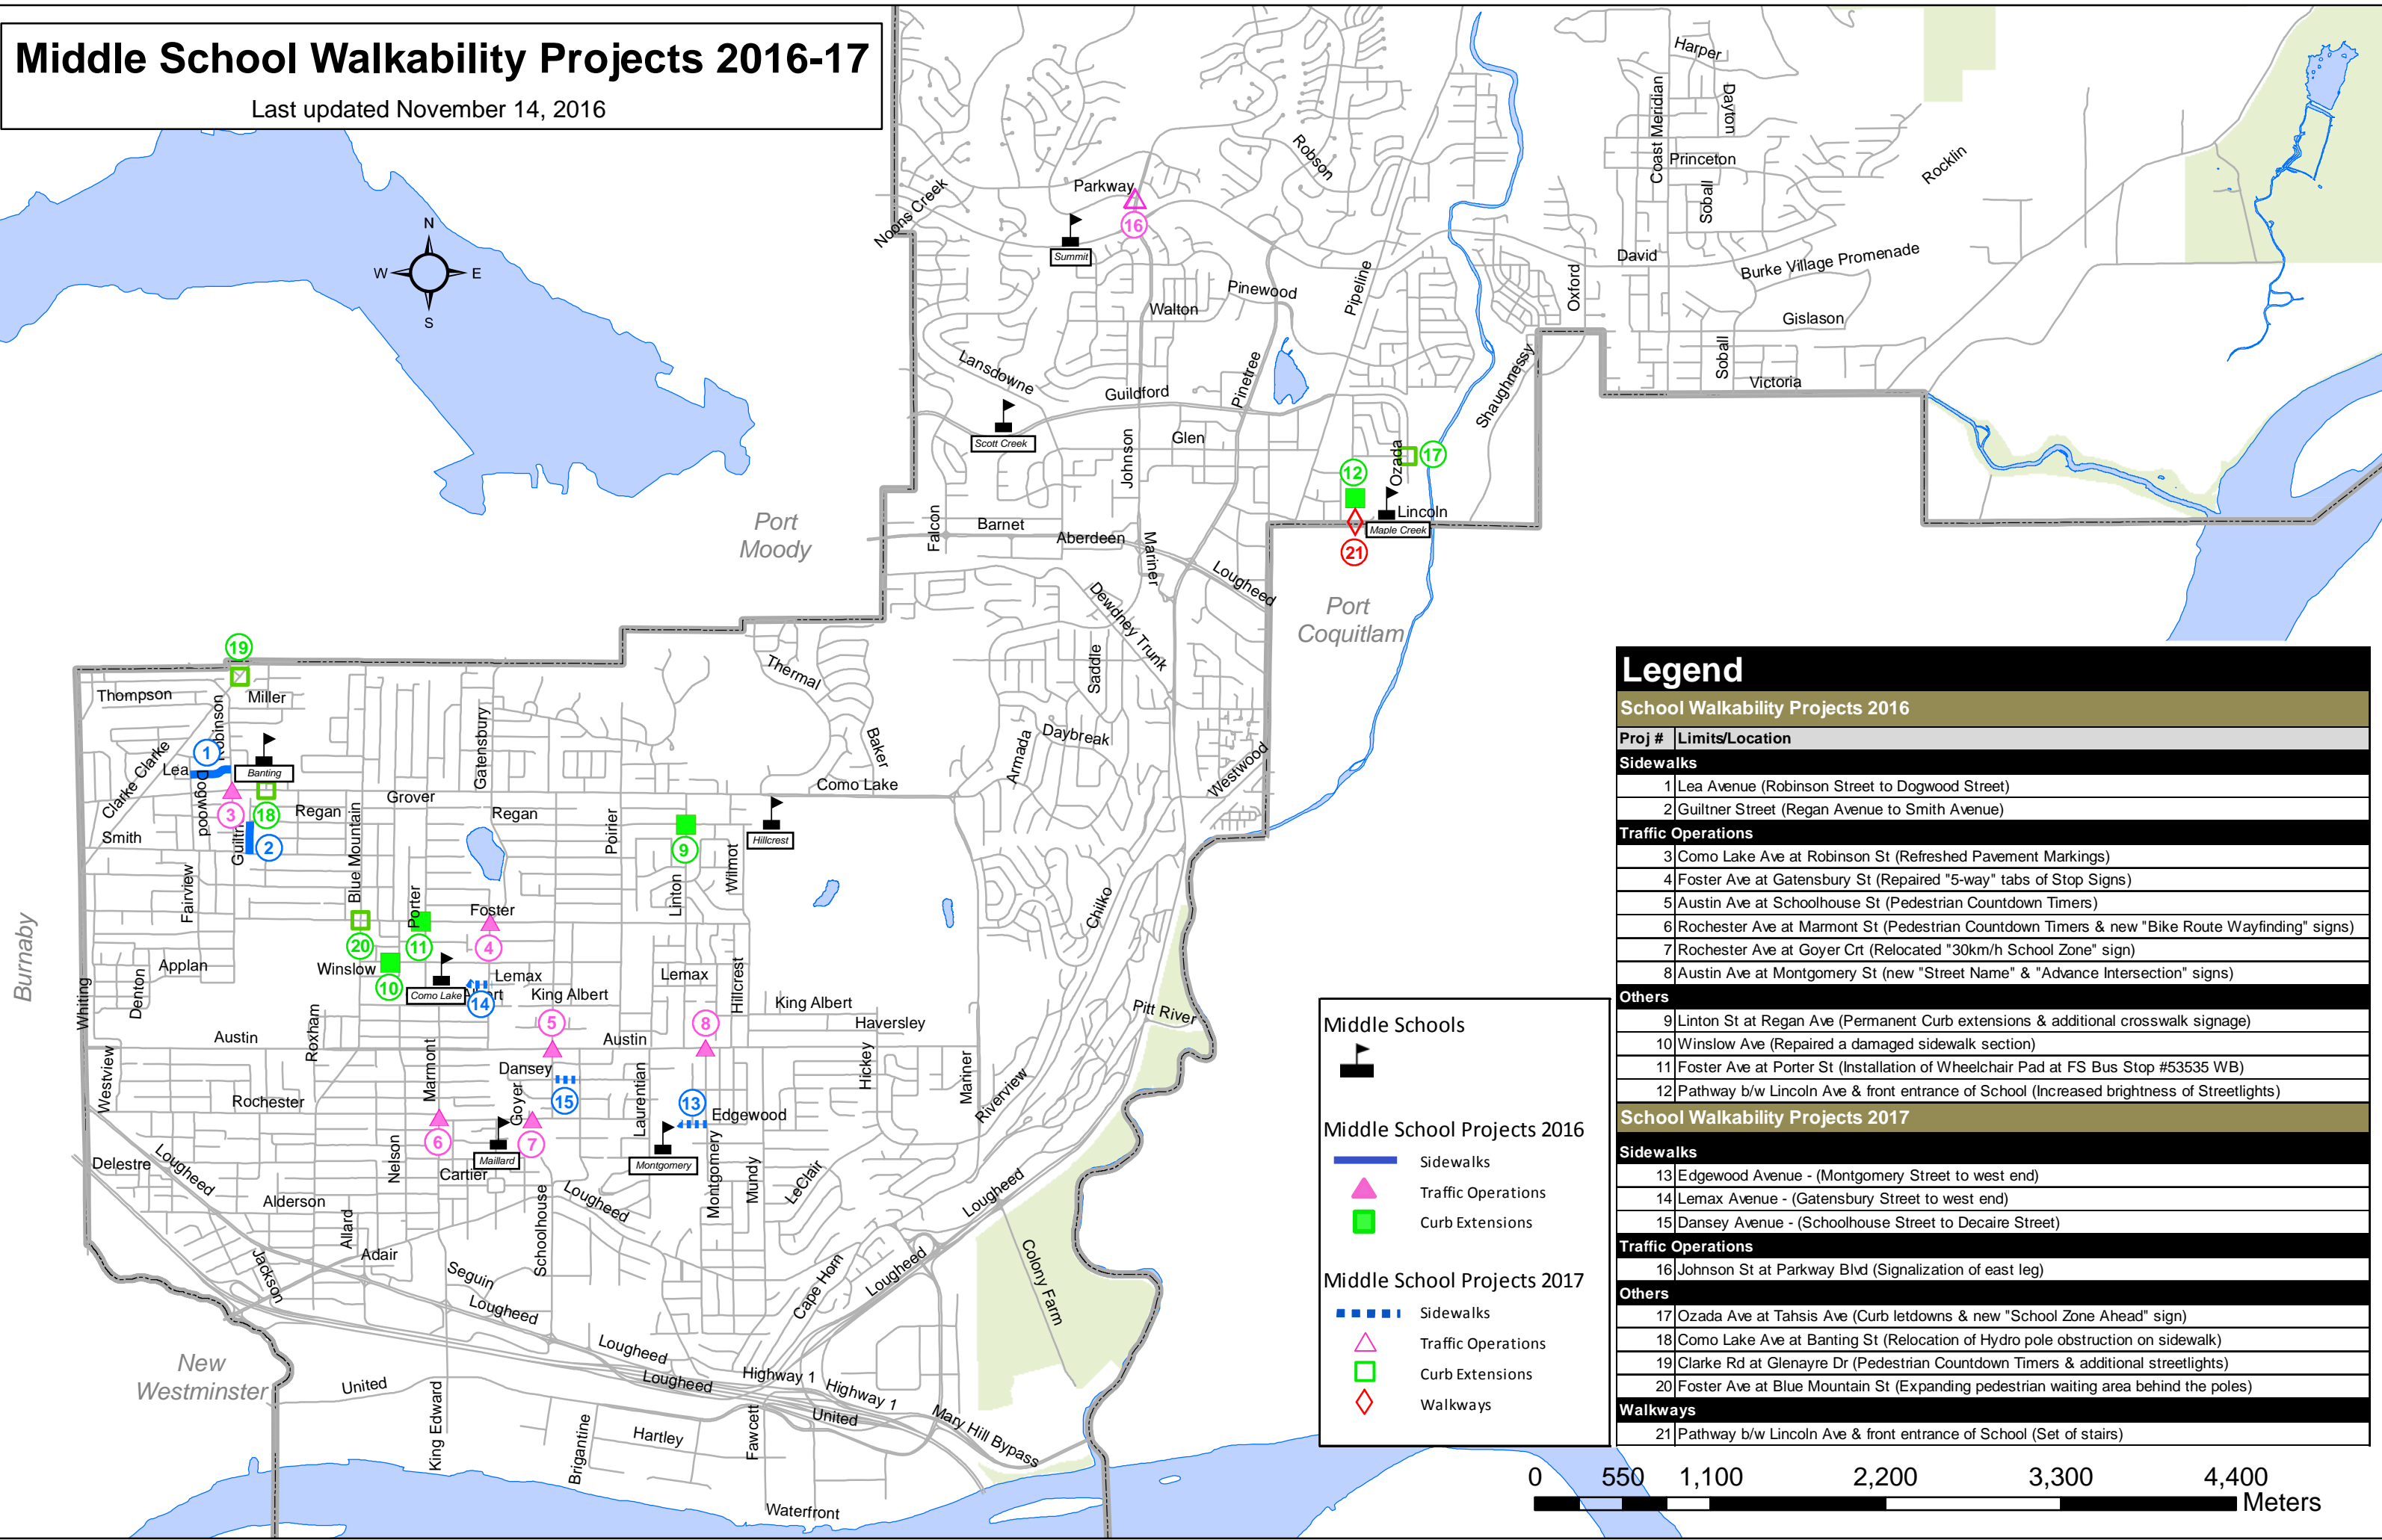 Middle School Walkability Projects 2016-17
Last updated November 14, 2016
N
W
E
S
Harper
Coast Meridian
Dayton
Princeton
Soball
Rocklin
Robson
Parkway
16
Noons Creek
Summit
David
Burke Village Promenade
Oxford
Pipeline
Pinewood
Walton
Gislason
Soball
Victoria
Shaughnessy
Lansdowne
Guildford
Pinetree
Scott Creek
Glen
Johnson
Ozada
17
12
Lincoln
Maple Creek
21
Falcon
Barnet
Aberdeen
Mariner
Lougheed
Port
Moody
Port
Coquitlam
Dewdney Trunk
Saddle
Thermal
Baker
Daybreak
Armada
Westwood
Como Lake
19
Thompson
Miller
Robinson
Gatensbury
Clarke
Clarke
1
Lea
Banting
Dogwood
3
18
Regan
Grover
Regan
Smith
2
Blue Mountain
Poirier
9
Hillcrest
Wilmot
Linton
Fairview
Porter
Foster
20
11
4
Chilko
Burnaby
Applan
Winslow
10
Como Lake
Lemax
14
King Albert
Lemax
Hillcrest
King Albert
Haversley
Pitt River
Whiting
Denton
Roxham
Austin
5
8
Austin
Westview
Marmont
Dansey
Goyer
15
Laurentian
13
Edgewood
Hickey
Mariner
Riverview
Rochester
6
7
Maillard
Montgomery
Montgomery
Mundy
LeClair
Delestre
Lougheed
Nelson
Cartier
Alderson
Allard
Adair
Schoolhouse
Lougheed
Lougheed
Jackson
Seguin
Lougheed
Cape Horn
Lougheed
Colony Farm
Lougheed
Lougheed
Highway 1
Highway 1
New
Westminster
United
King Edward
Brigantine
Hartley
Fawcett
United
Mary Hill Bypass
Waterfront
Middle Schools
Middle School Projects 2016
Sidewalks
Traffic Operations
Curb Extensions
Middle School Projects 2017
Sidewalks
Traffic Operations
Curb Extensions
Walkways
Legend
School Walkability Projects 2016
Proj # Limits/Location
Sidewalks
1 Lea Avenue (Robinson Street to Dogwood Street)
2 Guiltner Street (Regan Avenue to Smith Avenue)
Traffic Operations
3 Como Lake Ave at Robinson St (Refreshed Pavement Markings)
4 Foster Ave at Gatensbury St (Repaired "5-way" tabs of Stop Signs)
5 Austin Ave at Schoolhouse St (Pedestrian Countdown Timers)
6 Rochester Ave at Marmont St (Pedestrian Countdown Timers & new "Bike Route Wayfinding" signs)
7 Rochester Ave at Goyer Crt (Relocated "30km/h School Zone" sign)
8 Austin Ave at Montgomery St (new "Street Name" & "Advance Intersection" signs)
Others
9 Linton St at Regan Ave (Permanent Curb extensions & additional crosswalk signage)
10 Winslow Ave (Repaired a damaged sidewalk section)
11 Foster Ave at Porter St (Installation of Wheelchair Pad at FS Bus Stop #53535 WB)
12 Pathway b/w Lincoln Ave & front entrance of School (Increased brightness of Streetlights)
School Walkability Projects 2017
Sidewalks
13 Edgewood Avenue - (Montgomery Street to west end)
14 Lemax Avenue - (Gatensbury Street to west end)
15 Dansey Avenue - (Schoolhouse Street to Decaire Street)
Traffic Operations
16 Johnson St at Parkway Blvd (Signalization of east leg)
Others
17 Ozada Ave at Tahsis Ave (Curb letdowns & new "School Zone Ahead" sign)
18 Como Lake Ave at Banting St (Relocation of Hydro pole obstruction on sidewalk)
19 Clarke Rd at Glenayre Dr (Pedestrian Countdown Timers & additional streetlights)
20 Foster Ave at Blue Mountain St (Expanding pedestrian waiting area behind the poles)
Walkways
21 Pathway b/w Lincoln Ave & front entrance of School (Set of stairs)
0 550 1,100 2,200 3,300 4,400
Meters